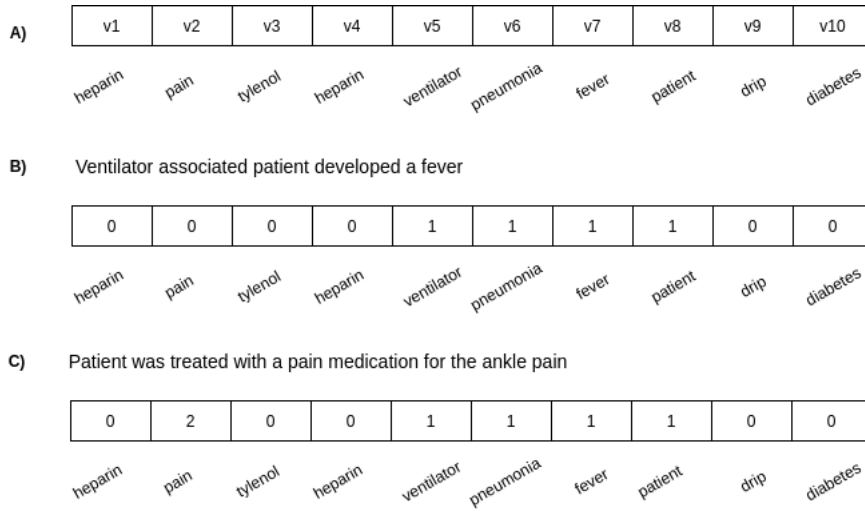 A) v1 v2 v3 v4 v5 v6 v7 v8 v9 v10
heparin pain tylenol heparin ventilator pneumonia fever patient drip diabetes
B) Ventilator associated patient developed a fever
0 0 0 0 1 1 1 1 0 0
heparin pain tylenol heparin ventilator pneumonia fever patient drip diabetes
C) Patient was treated with a pain medication for the ankle pain
0 2 0 0 1 1 1 1 0 0
heparin pain tylenol heparin ventilator pneumonia fever patient drip diabetes